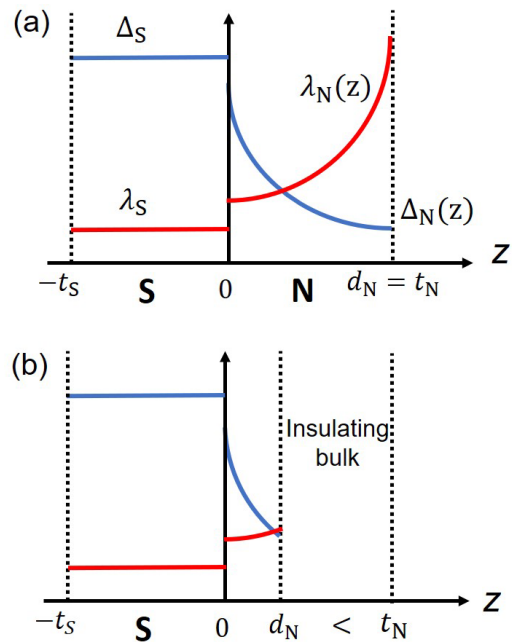 (a)
Δ_S
λ_N(z)
λ_S
Δ_N(z)
−t_S S 0 N d_N = t_N z
(b)
Insulating
bulk
−t_S S 0 d_N < t_N z